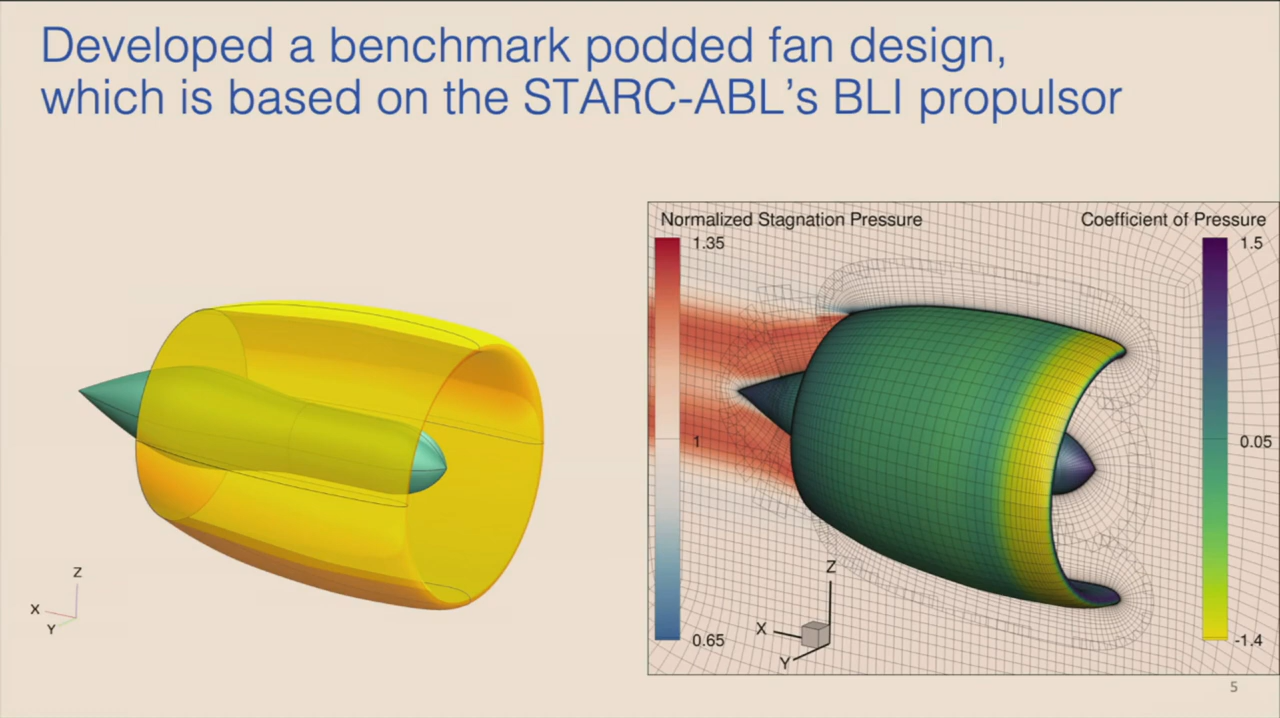 Developed a benchmark podded fan design,
which is based on the STARC-ABL's BLI propulsor
Normalized Stagnation Pressure
Coefficient of Pressure
1.35
1.5
1
0.05
0.65
-1.4
Z
X
Y
Z
X
Y
5